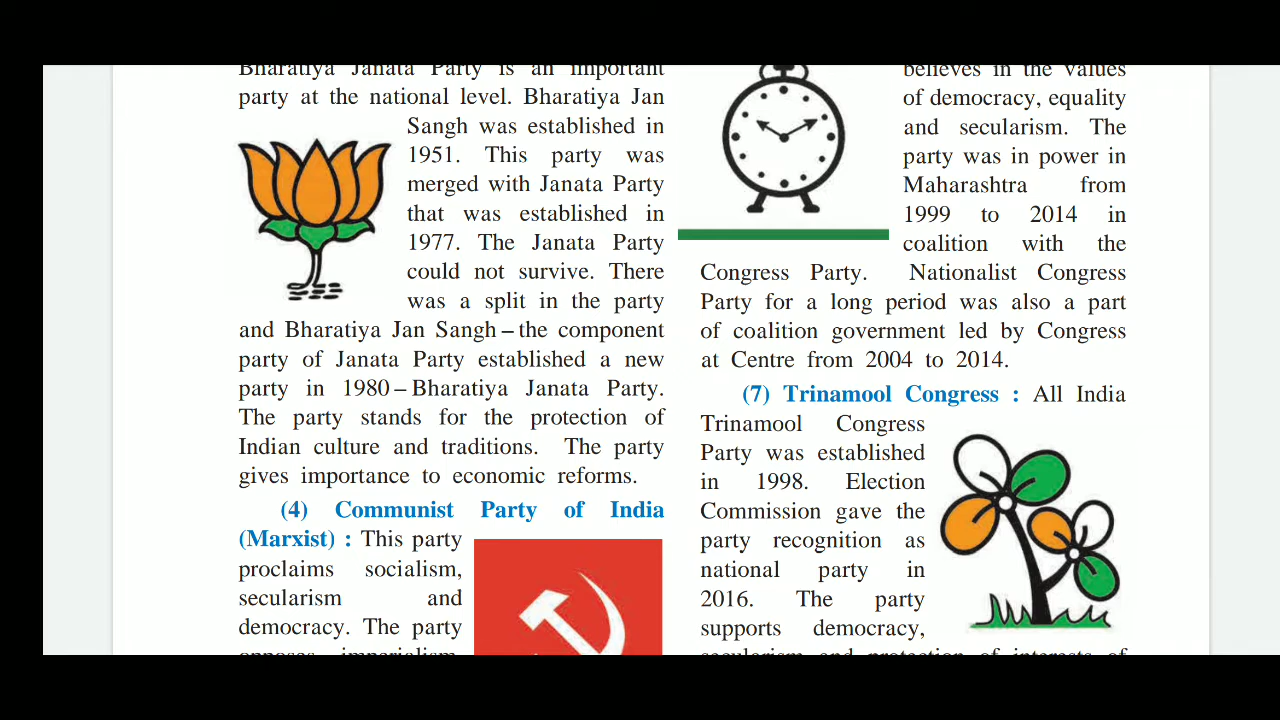 Bharatiya Janata Party is an important
party at the national level. Bharatiya Jan
Sangh was established in
1951. This party was
merged with Janata Party
that was established in
1977. The Janata Party
could not survive. There
was a split in the party
and Bharatiya Jan Sangh – the component
party of Janata Party established a new
party in 1980 – Bharatiya Janata Party.
The party stands for the protection of
Indian culture and traditions. The party
gives importance to economic reforms.
(4) Communist Party of India
(Marxist) : This party
proclaims socialism,
secularism and
democracy. The party
opposes imperialism,
believes in the values
of democracy, equality
and secularism. The
party was in power in
Maharashtra from
1999 to 2014 in
coalition with the
Congress Party. Nationalist Congress
Party for a long period was also a part
of coalition government led by Congress
at Centre from 2004 to 2014.
(7) Trinamool Congress : All India
Trinamool Congress
Party was established
in 1998. Election
Commission gave the
party recognition as
national party in
2016. The party
supports democracy,
secularism and protection of interests of